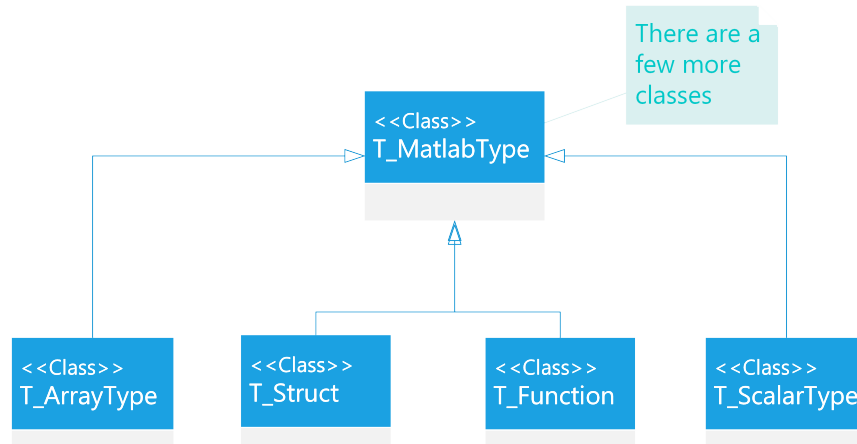 There are a
few more
classes
<<Class>>
T_MatlabType
<<Class>>
T_ArrayType
<<Class>>
T_Struct
<<Class>>
T_Function
<<Class>>
T_ScalarType